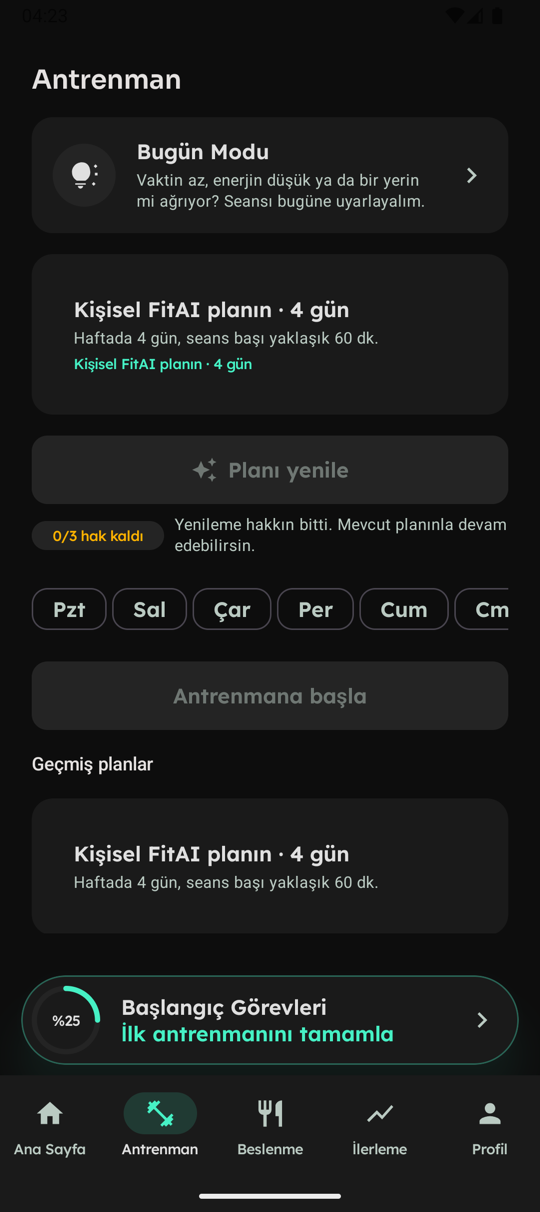 04:23
Antrenman
Bugün Modu
Vaktin az, enerjin düşük ya da bir yerin
mi ağrıyor? Seansı bugüne uyarlayalım.
Kişisel FitAI planın · 4 gün
Haftada 4 gün, seans başı yaklaşık 60 dk.
Kişisel FitAI planın · 4 gün
Planı yenile
0/3 hak kaldı
Yenileme hakkın bitti. Mevcut planınla devam
edebilirsin.
Pzt Sal Çar Per Cum Cm
Antrenmana başla
Geçmiş planlar
Kişisel FitAI planın · 4 gün
Haftada 4 gün, seans başı yaklaşık 60 dk.
%25
Başlangıç Görevleri
İlk antrenmanını tamamla
Ana Sayfa Antrenman Beslenme İlerleme Profil